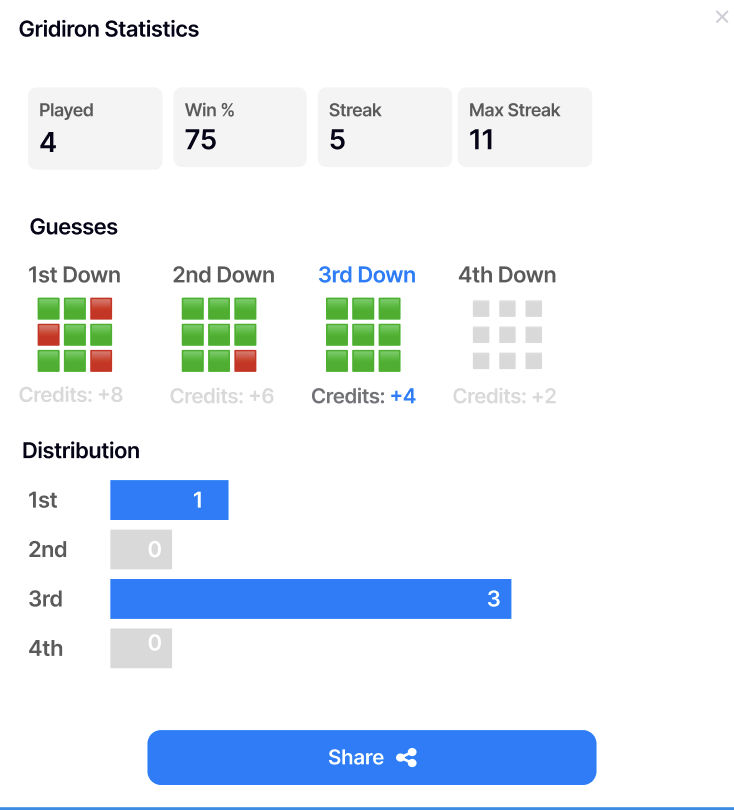 Gridiron Statistics
Played Win % Streak Max Streak
4 75 5 11
Guesses
1st Down 2nd Down 3rd Down 4th Down
Credits: +8 Credits: +6 Credits: +4 Credits: +2
Distribution
1st 1
2nd 0
3rd 3
4th 0
Share